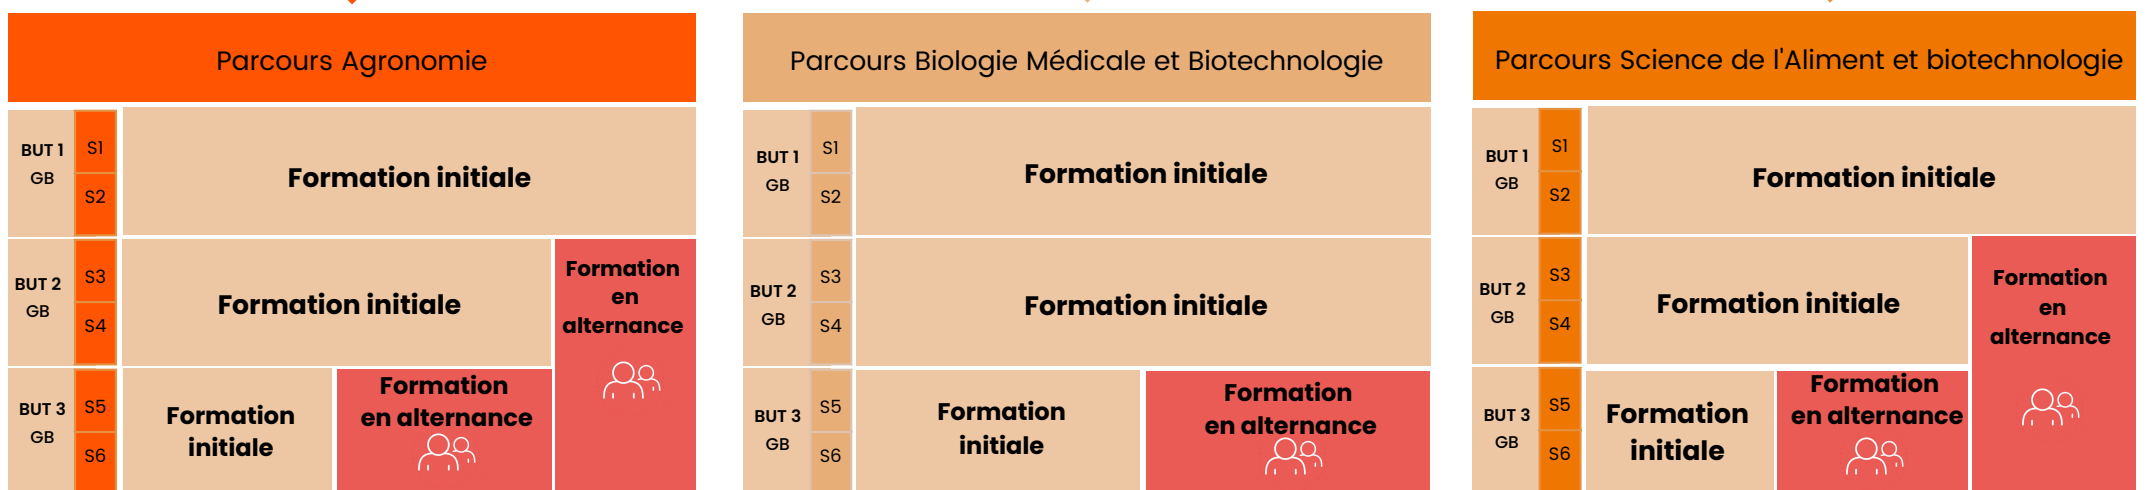 Parcours Agronomie
BUT 1
GB
S1
S2
Formation initiale
BUT 2
GB
S3
S4
Formation initiale
Formation
en
alternance
BUT 3
GB
S5
S6
Formation
initiale
Formation
en alternance
Parcours Biologie Médicale et Biotechnologie
BUT 1
GB
S1
S2
Formation initiale
BUT 2
GB
S3
S4
Formation initiale
BUT 3
GB
S5
S6
Formation
initiale
Formation
en alternance
Parcours Science de l'Aliment et biotechnologie
BUT 1
GB
S1
S2
Formation initiale
BUT 2
GB
S3
S4
Formation initiale
Formation
en
alternance
BUT 3
GB
S5
S6
Formation
initiale
Formation
en alternance